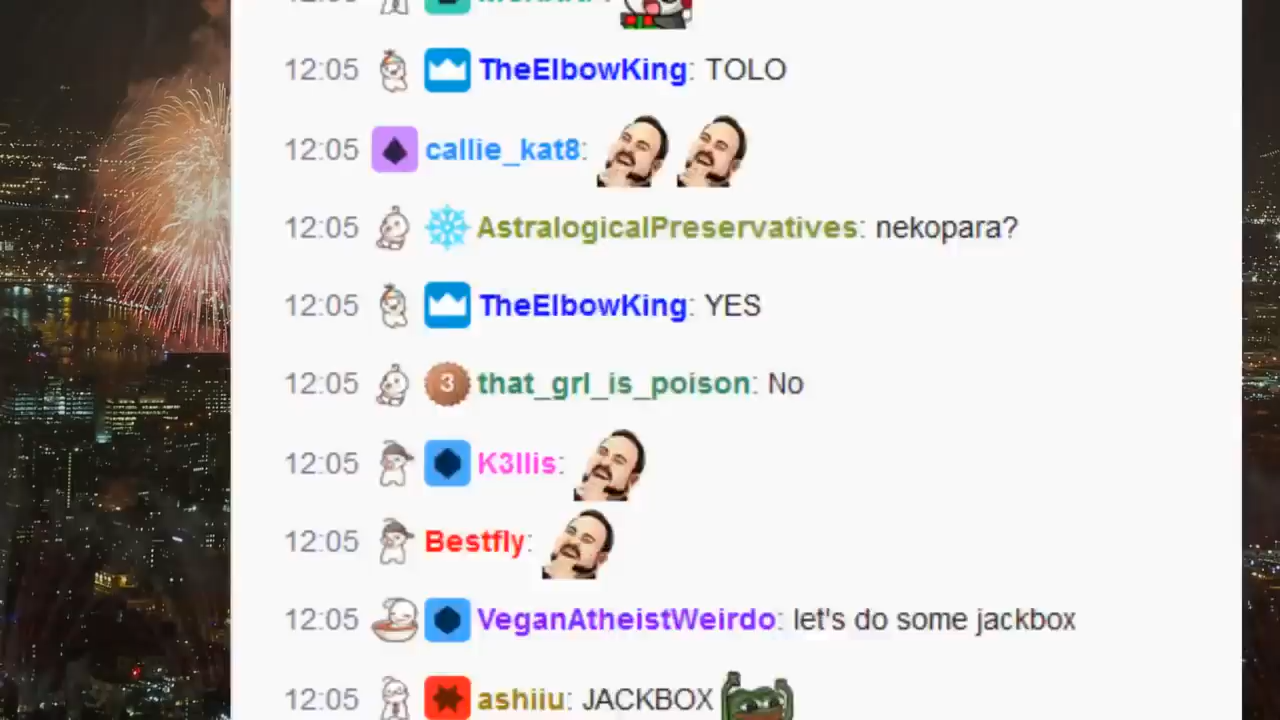 12:05 TheElbowKing: TOLO
12:05 callie_kat8:
12:05 AstralogicalPreservatives: nekopara?
12:05 TheElbowKing: YES
12:05 3 that_grl_is_poison: No
12:05 K3llis:
12:05 Bestfly:
12:05 VeganAtheistWeirdo: let's do some jackbox
12:05 ashiiu: JACKBOX